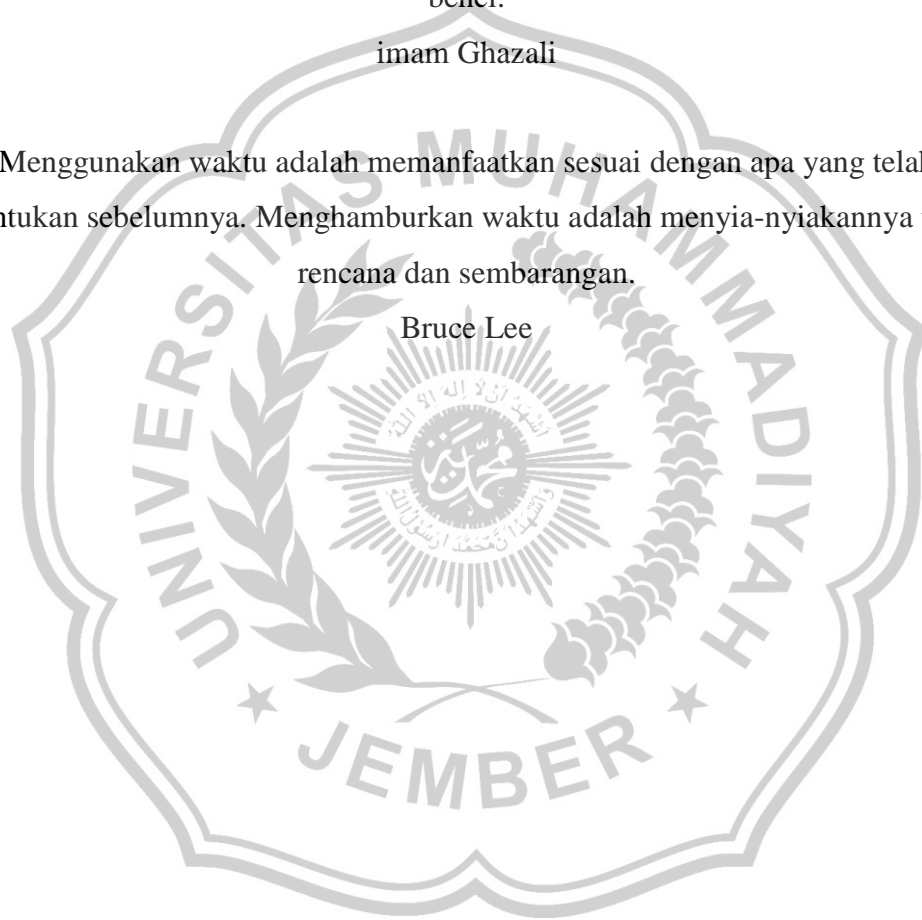 bener.
imam Ghazali
Menggunakan waktu adalah memanfaatkan sesuai dengan apa yang telah
ntukan sebelumnya. Menghamburkan waktu adalah menyia-nyiakannya
rencana dan sembarangan.
Bruce Lee
UNIVERSITAS MUHAMMADIYAH
JEMBER